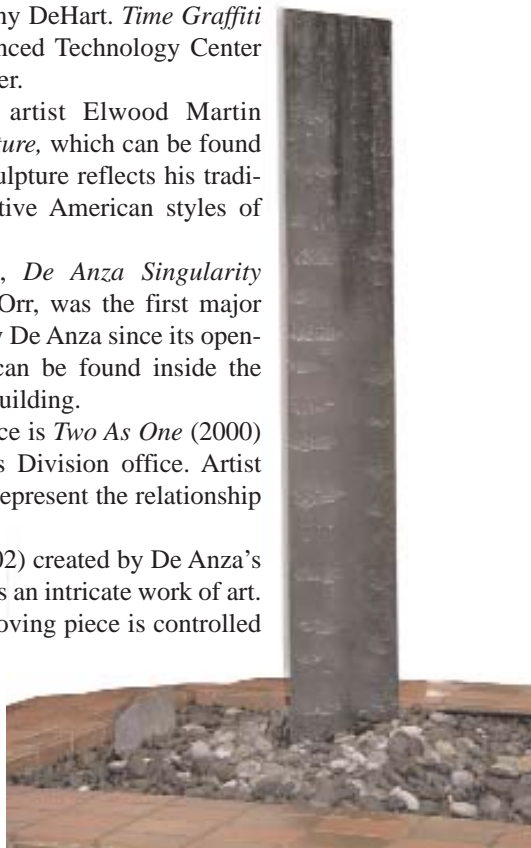 ny DeHart. Time Graffiti
nced Technology Center
er.
artist Elwood Martin
ture, which can be found
ulpture reflects his tradi-
tive American styles of
, De Anza Singularity
Orr, was the first major
y De Anza since its open-
can be found inside the
uilding.
ce is Two As One (2000)
s Division office. Artist
epresent the relationship
02) created by De Anza's
s an intricate work of art.
oving piece is controlled